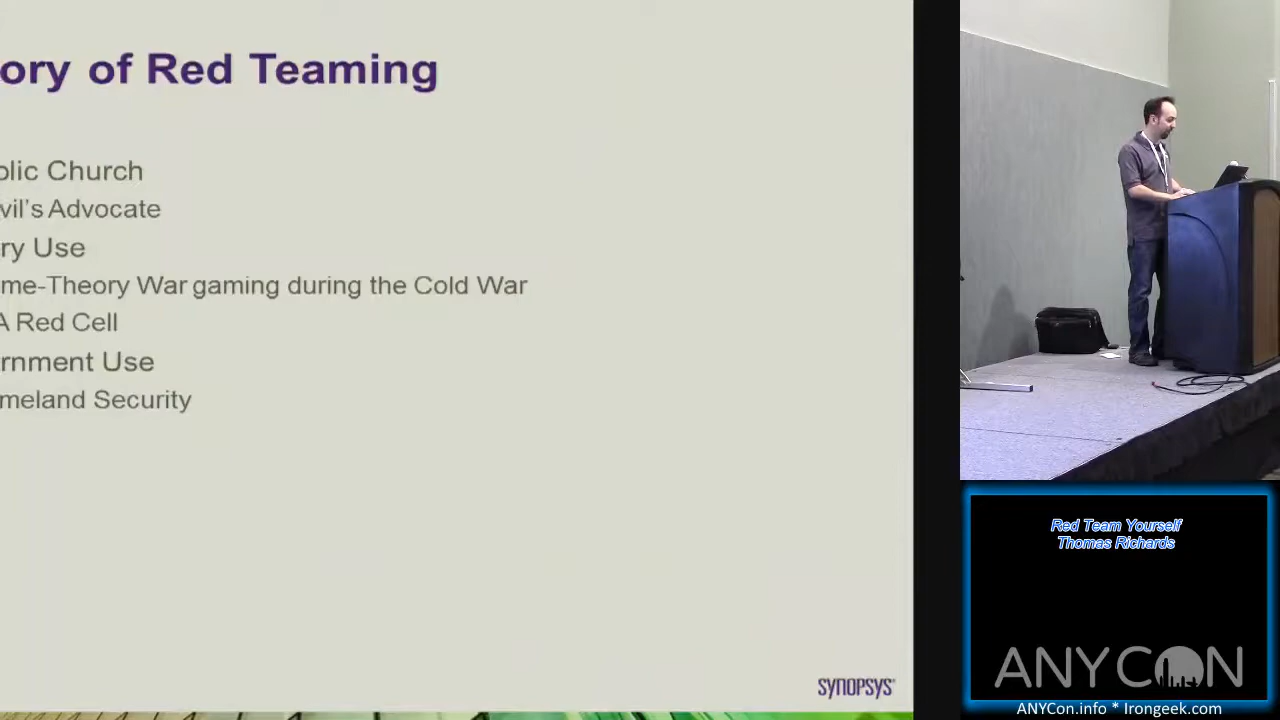 ory of Red Teaming
olic Church
vil's Advocate
ry Use
me-Theory War gaming during the Cold War
A Red Cell
rnment Use
meland Security
SYNOPSYS
Red Team Yourself
Thomas Richards
ANYCON
ANYCon.info * Irongeek.com